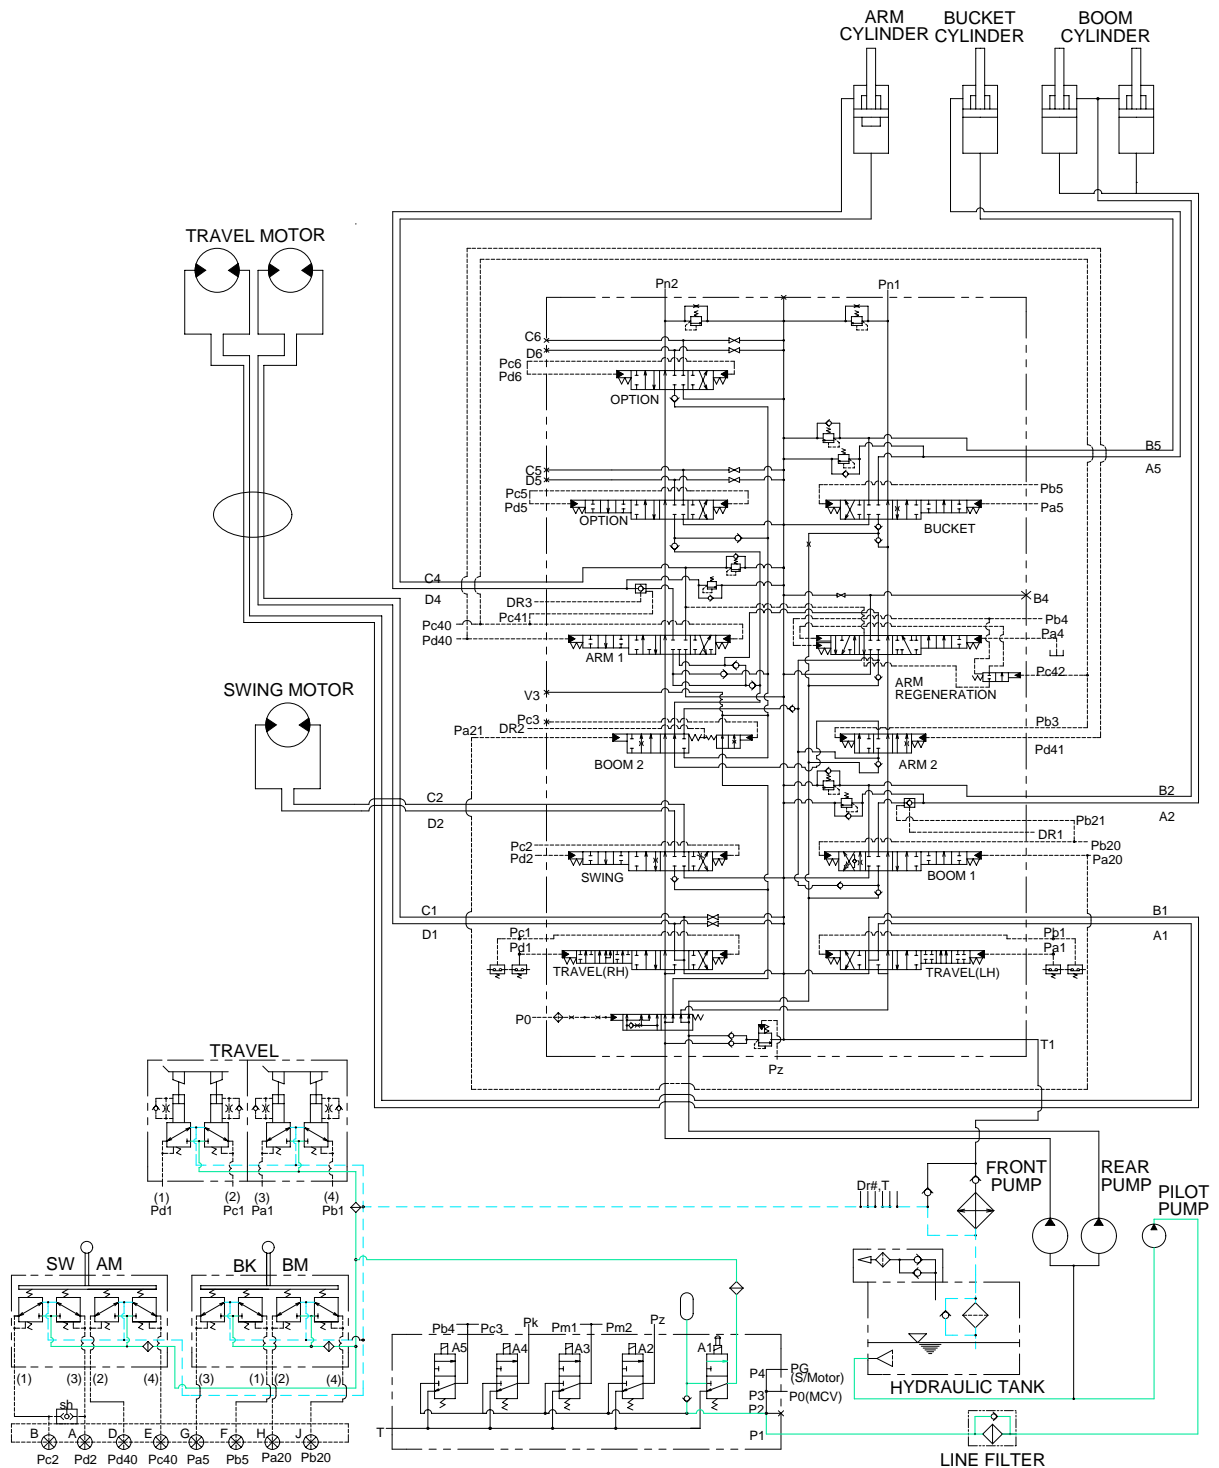 ARM
CYLINDER
BUCKET
CYLINDER
BOOM
CYLINDER
TRAVEL MOTOR
Pn2
Pn1
C6
D6
Pc6
Pd6
OPTION
B5
A5
C5
D5
Pc5
Pd5
OPTION
Pb5
Pa5
BUCKET
C4
D4
DR3
Pc41
Pc40
Pd40
ARM 1
B4
Pb4
Pa4
ARM
REGENERATION
Pc42
SWING MOTOR
V3
Pc3
DR2
Pa21
BOOM 2
Pb3
Pd41
ARM 2
C2
D2
B2
A2
Pb21
DR1
Pc2
Pd2
SWING
Pb20
Pa20
BOOM 1
C1
D1
B1
A1
Pc1
Pd1
TRAVEL(RH)
Pb1
Pa1
TRAVEL(LH)
P0
Pz
T1
TRAVEL
(1)
Pd1
(2)
Pc1
(3)
Pa1
(4)
Pb1
Dr#,T
FRONT
PUMP
REAR
PUMP
PILOT
PUMP
SW
AM
BK
BM
(1)
(3)
(2)
(4)
(3)
(1)
(2)
(4)
sh
B
A
D
E
G
F
H
J
Pc2
Pd2
Pd40
Pc40
Pa5
Pb5
Pa20
Pb20
Pb4
Pc3
Pk
Pm1
Pm2
Pz
A5
A4
A3
A2
A1
T
P4
P3
P2
P1
PG
(S/Motor)
P0(MCV)
HYDRAULIC TANK
LINE FILTER